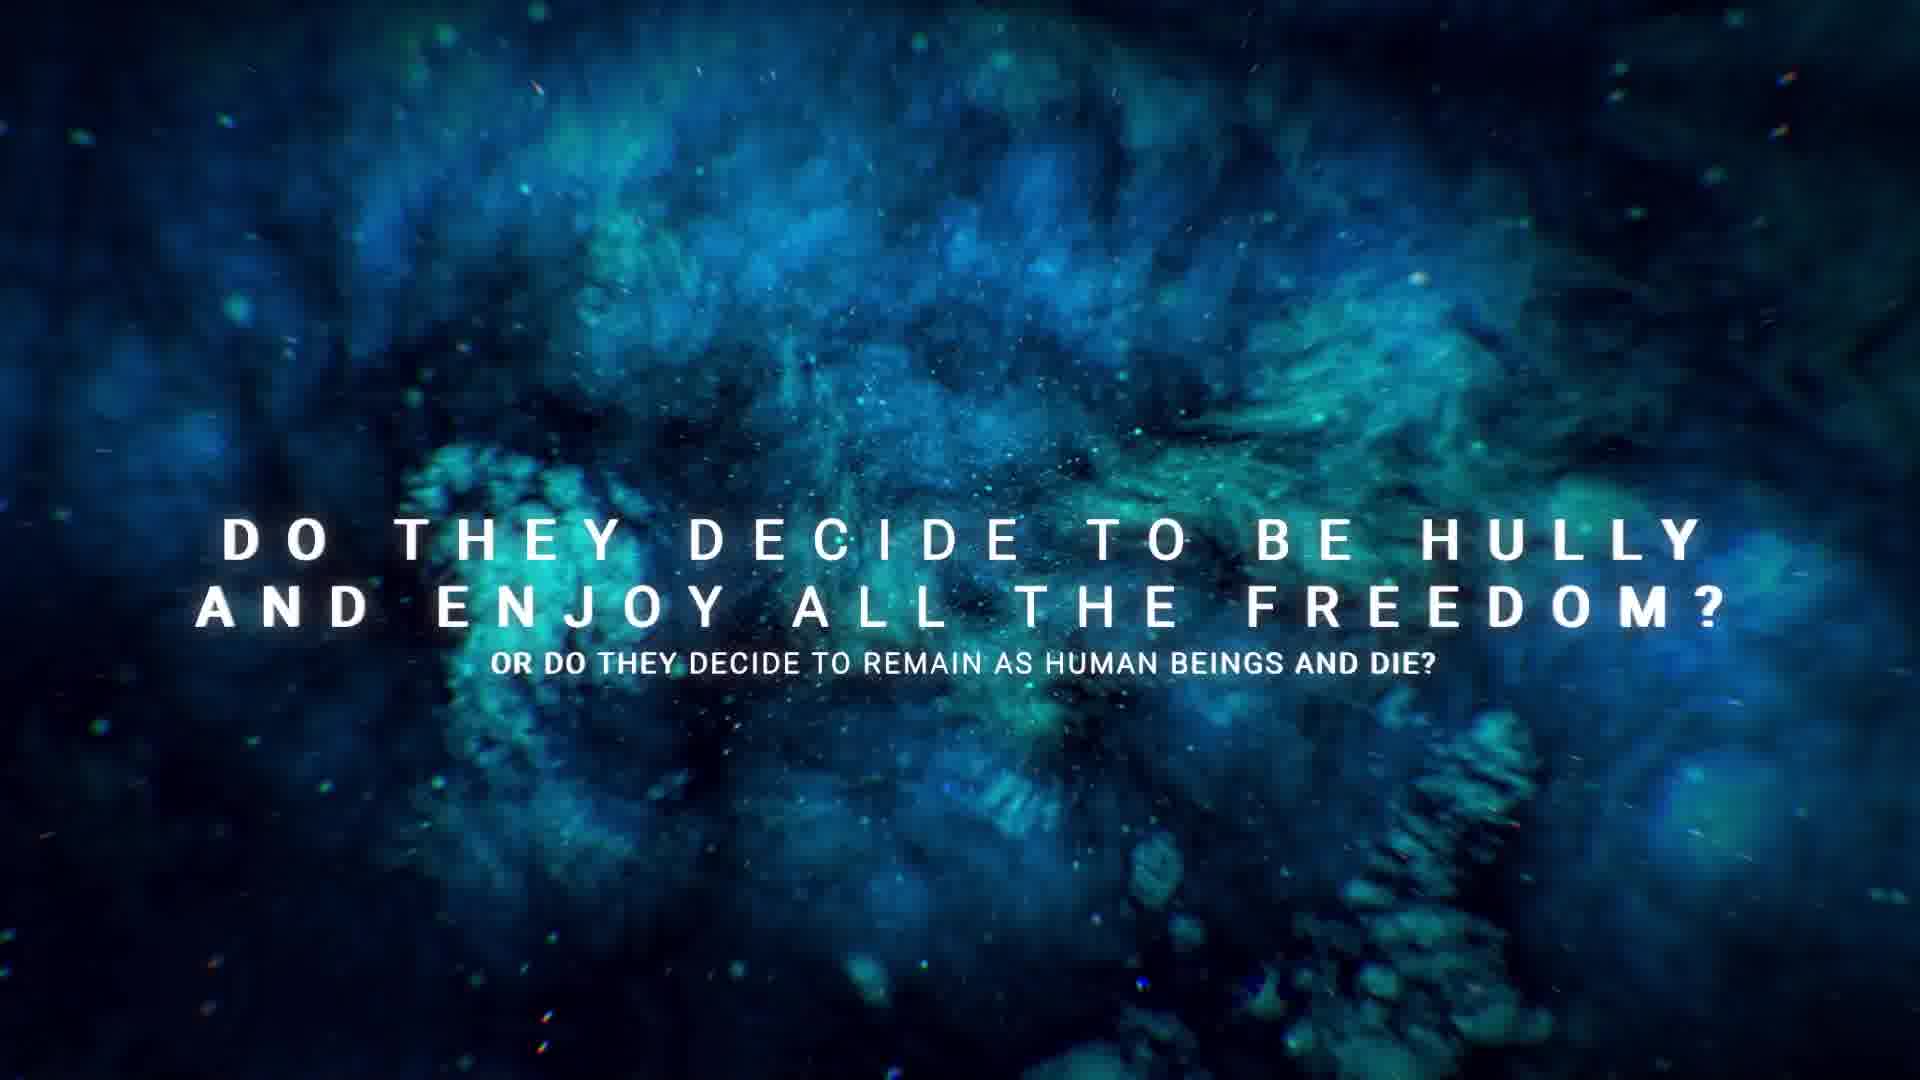 DO THEY DECIDE TO BE HULLY
AND ENJOY ALL THE FREEDOM?
OR DO THEY DECIDE TO REMAIN AS HUMAN BEINGS AND DIE?